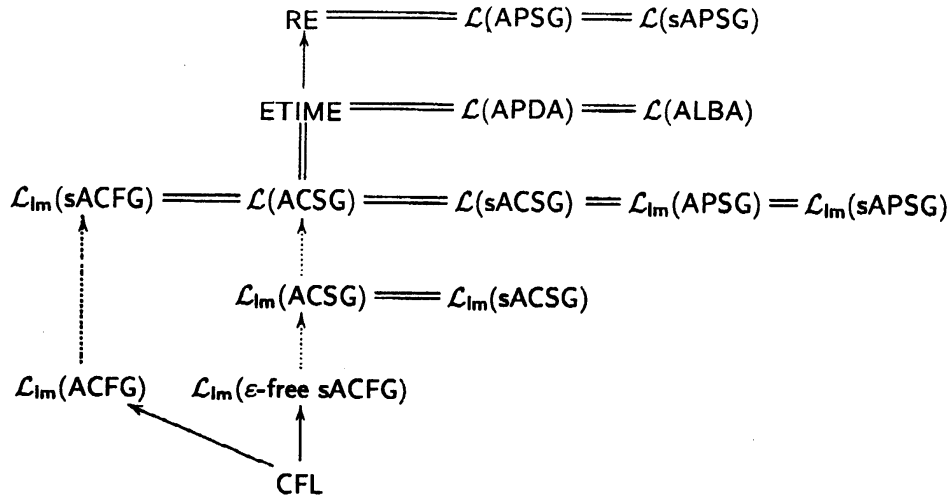 RE ℒ(APSG) ℒ(sAPSG)
ETIME ℒ(APDA) ℒ(ALBA)
ℒlm(sACFG) ℒ(ACSG) ℒ(sACSG) ℒlm(APSG) ℒlm(sAPSG)
ℒlm(ACSG) ℒlm(sACSG)
ℒlm(ACFG) ℒlm(ε-free sACFG)
CFL